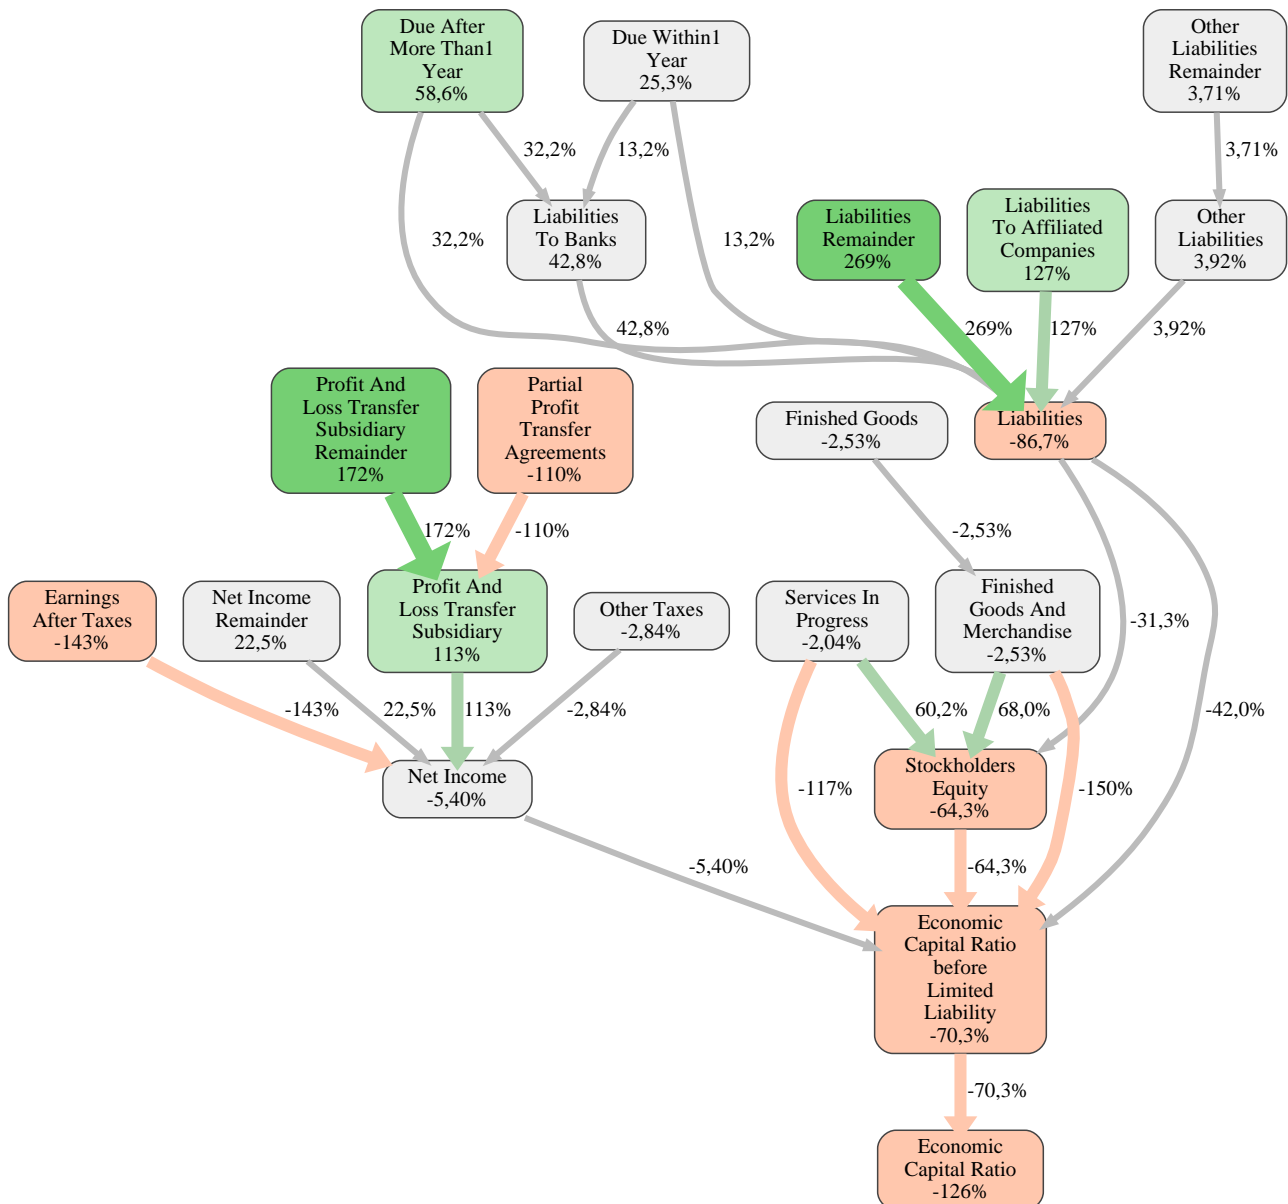 Due After
More Than1
Year
58,6%
Due Within1
Year
25,3%
Other
Liabilities
Remainder
3,71%
32,2%
13,2%
3,71%
Liabilities
To Banks
42,8%
Liabilities
Remainder
269%
Liabilities
To Affiliated
Companies
127%
Other
Liabilities
3,92%
32,2%
13,2%
42,8%
269%
127%
3,92%
Profit And
Loss Transfer
Subsidiary
Remainder
172%
Partial
Profit
Transfer
Agreements
-110%
Finished Goods
-2,53%
Liabilities
-86,7%
172%
-110%
-2,53%
Earnings
After Taxes
-143%
Net Income
Remainder
22,5%
Profit And
Loss Transfer
Subsidiary
113%
Other Taxes
-2,84%
Services In
Progress
-2,04%
Finished
Goods And
Merchandise
-2,53%
-31,3%
-143%
22,5%
113%
-2,84%
60,2%
68,0%
-42,0%
Net Income
-5,40%
-117%
Stockholders
Equity
-64,3%
-150%
-5,40%
-64,3%
Economic
Capital Ratio
before
Limited
Liability
-70,3%
-70,3%
Economic
Capital Ratio
-126%